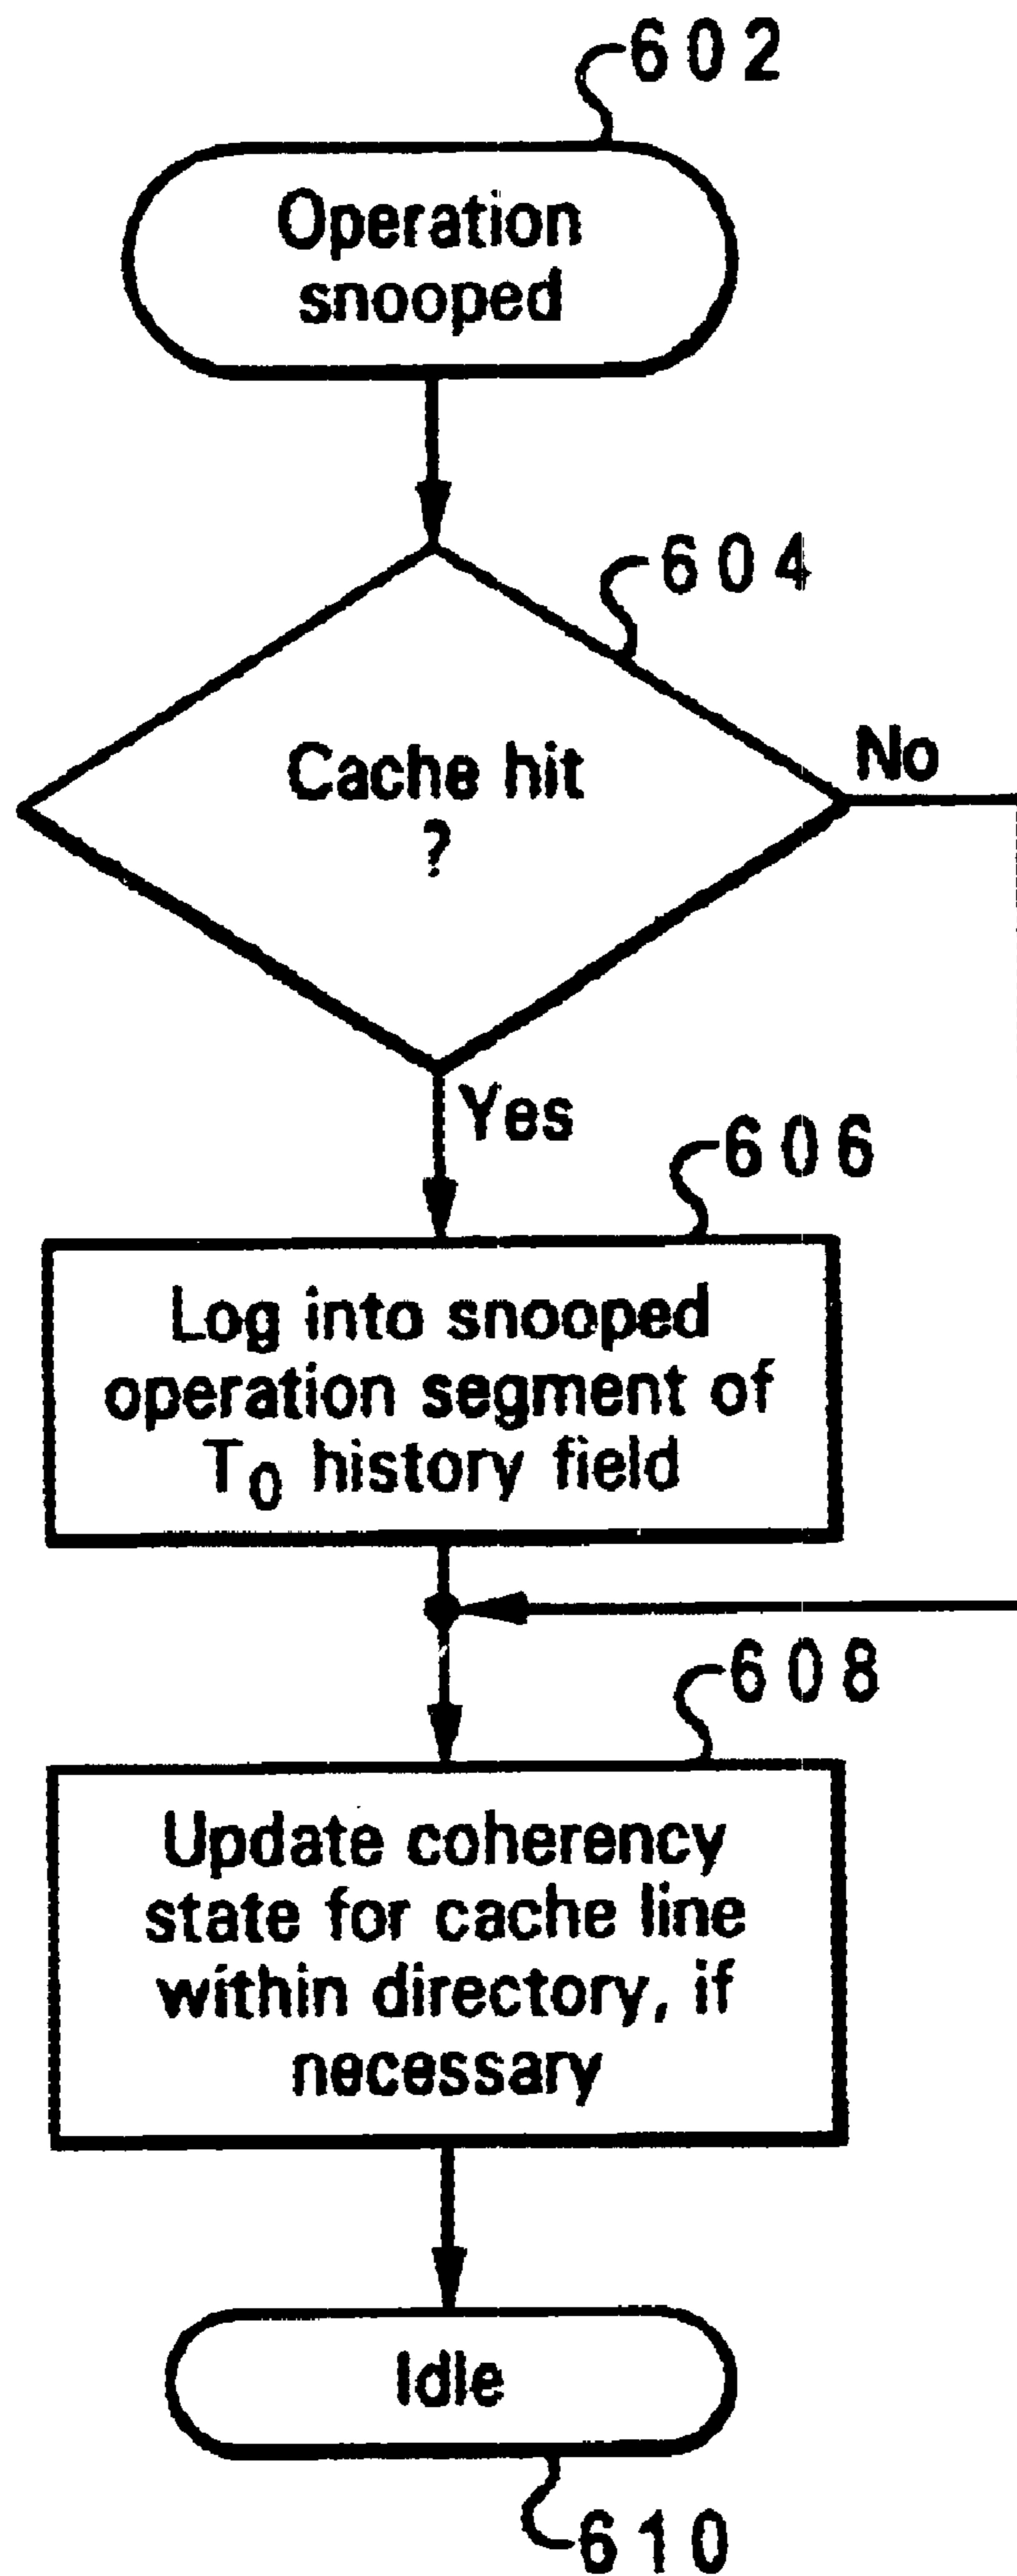 602
Operation
snooped
604
Cache hit
?
No
Yes
606
Log into snooped
operation segment of
T₀ history field
608
Update coherency
state for cache line
within directory, if
necessary
Idle
610